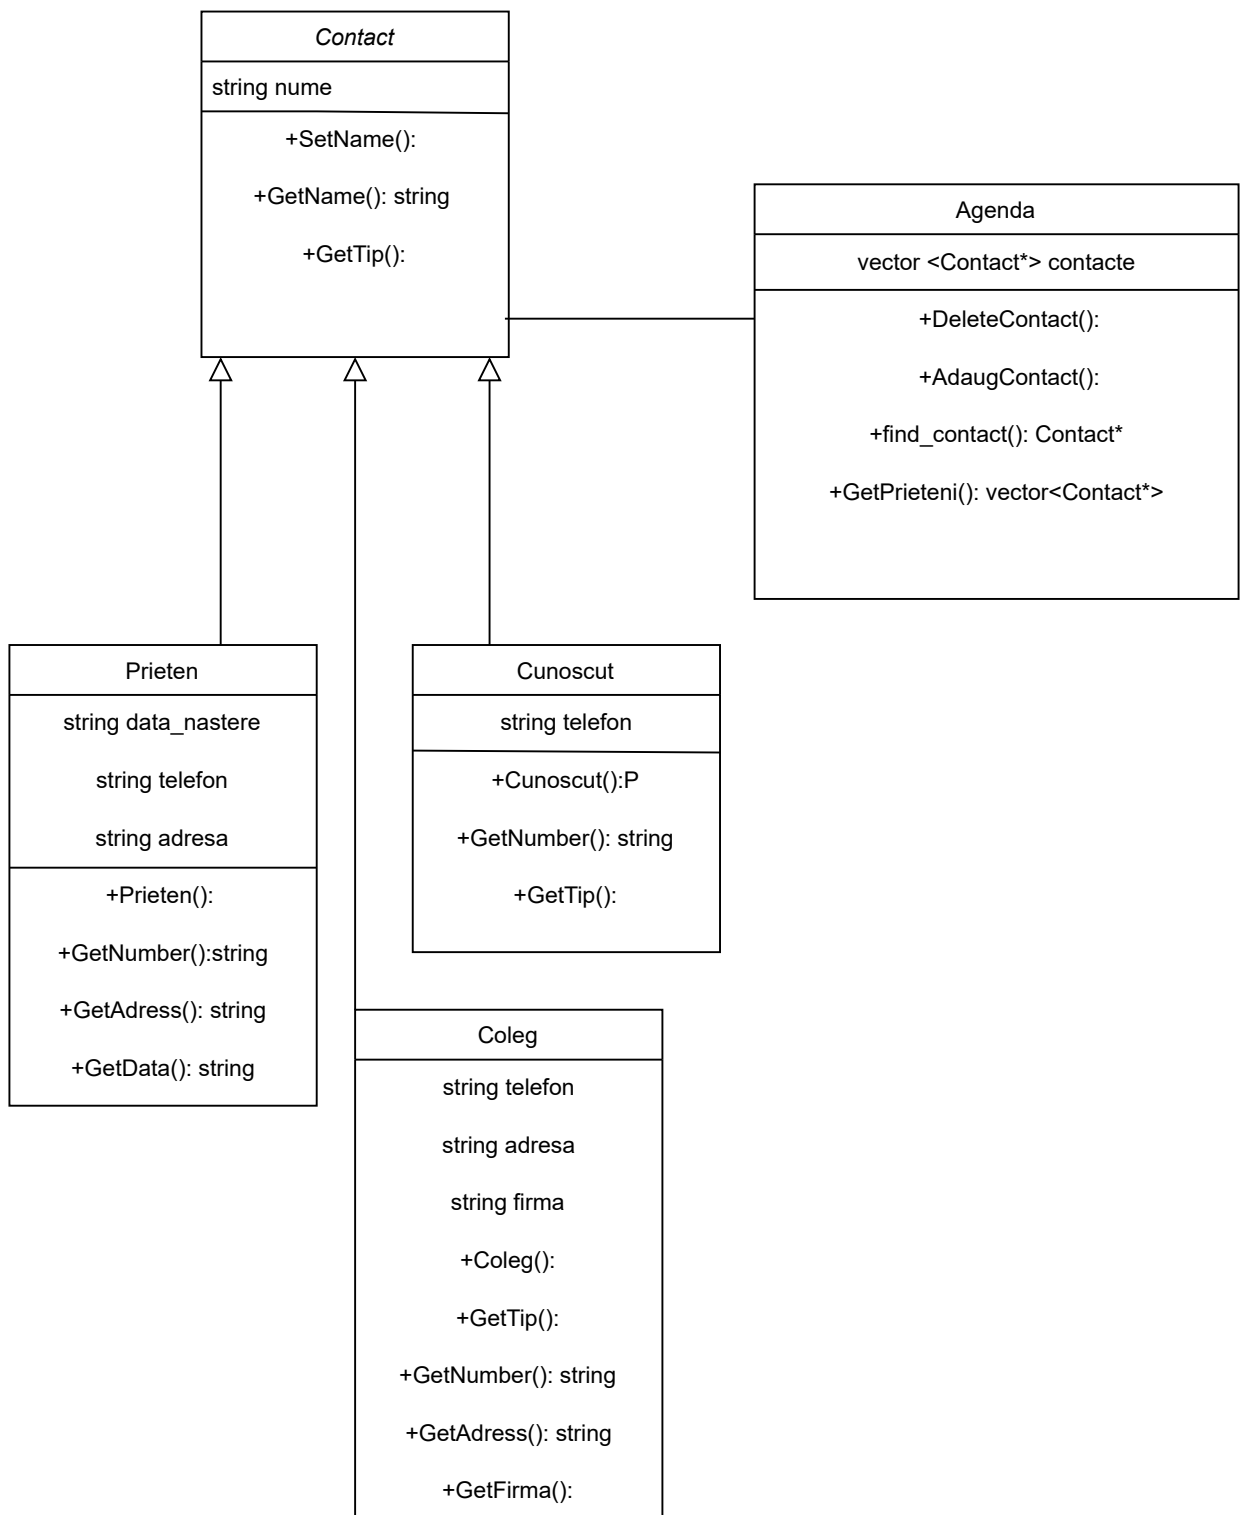 Contact
string nume
+SetName():
+GetName(): string
+GetTip():
Agenda
vector <Contact*> contacte
+DeleteContact():
+AdaugContact():
+find_contact(): Contact*
+GetPrieteni(): vector<Contact*>
Prieten
string data_nastere
string telefon
string adresa
+Prieten():
+GetNumber():string
+GetAdress(): string
+GetData(): string
Cunoscut
string telefon
+Cunoscut():P
+GetNumber(): string
+GetTip():
Coleg
string telefon
string adresa
string firma
+Coleg():
+GetTip():
+GetNumber(): string
+GetAdress(): string
+GetFirma():